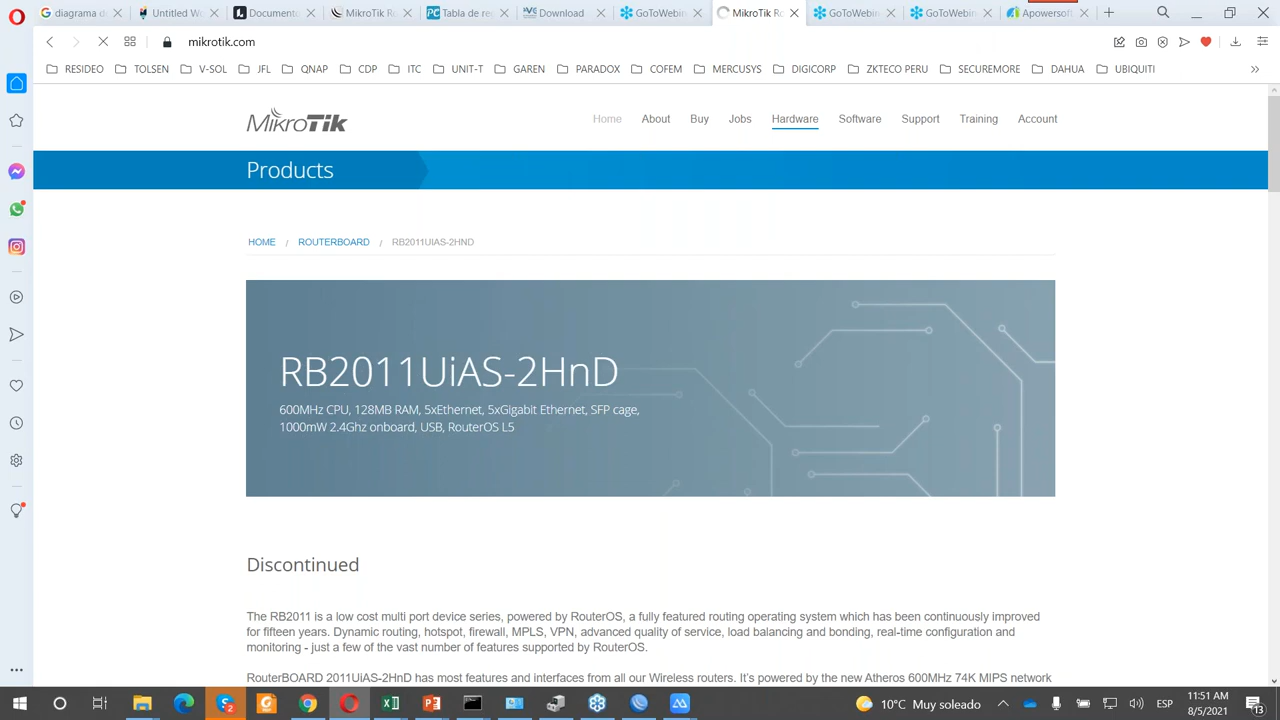 discador d
Untitled Wo
Documento
MikroTik Ro
Tabla de re
Download
GoToWebin
MikroTik Ro
GoToWebin
GoToWebin
Apowersoft
mikrotik.com
RESIDEO TOLSEN V-SOL JFL QNAP CDP ITC UNIT-T GAREN PARADOX COFEM MERCUSYS DIGICORP ZKTECO PERU SECUREMORE DAHUA UBIQUITI
MikroTik
Home About Buy Jobs Hardware Software Support Training Account
Products
HOME / ROUTERBOARD / RB2011UIAS-2HND
RB2011UiAS-2HnD
600MHz CPU, 128MB RAM, 5xEthernet, 5xGigabit Ethernet, SFP cage,
1000mW 2.4Ghz onboard, USB, RouterOS L5
Discontinued
The RB2011 is a low cost multi port device series, powered by RouterOS, a fully featured routing operating system which has been continuously improved
for fifteen years. Dynamic routing, hotspot, firewall, MPLS, VPN, advanced quality of service, load balancing and bonding, real-time configuration and
monitoring - just a few of the vast number of features supported by RouterOS.
RouterBOARD 2011UiAS-2HnD has most features and interfaces from all our Wireless routers. It's powered by the new Atheros 600MHz 74K MIPS network
10°C Muy soleado
ESP
11:51 AM
8/5/2021
13